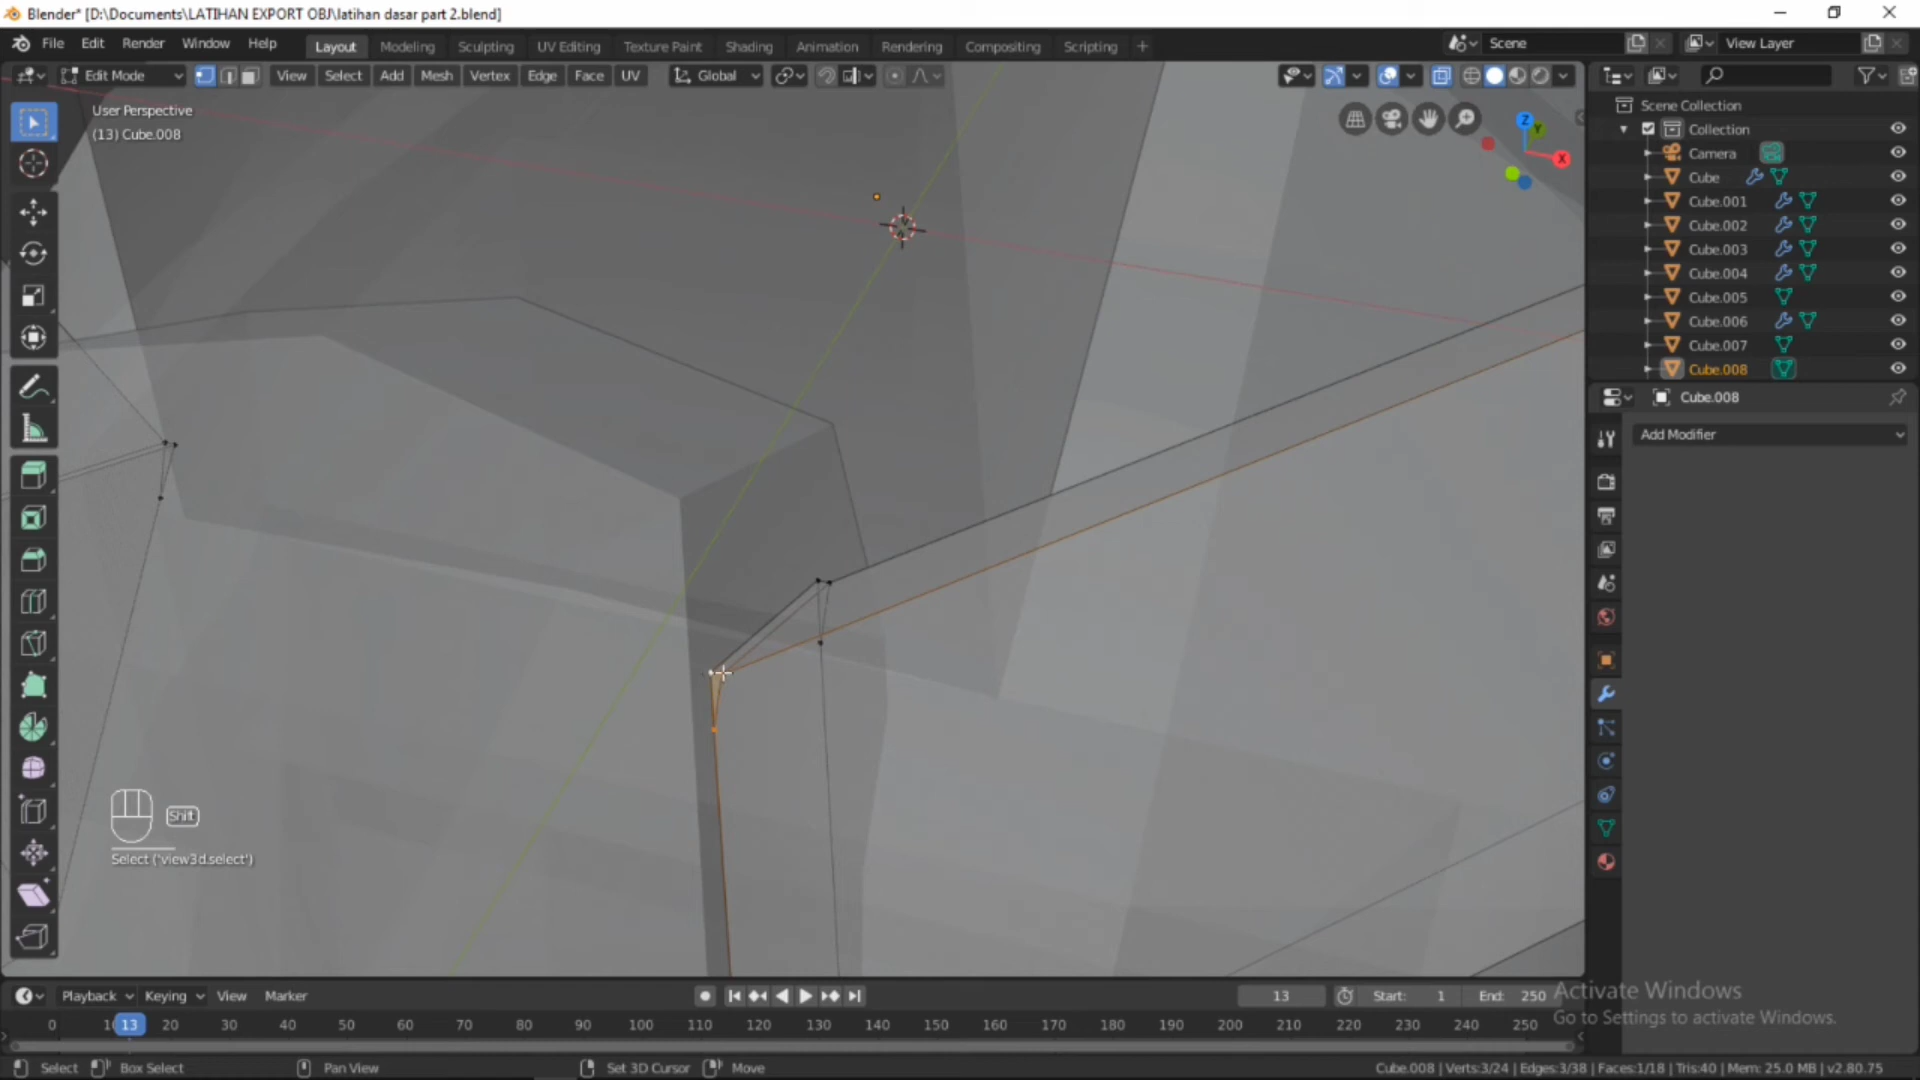 Blender* [D:\Documents\LATIHAN EXPORT OBJ\latihan dasar part 2.blend]
File Edit Render Window Help Layout Modeling Sculpting UV Editing Texture Paint Shading Animation Rendering Compositing Scripting + Scene View Layer
Edit Mode View Select Add Mesh Vertex Edge Face UV Global
User Perspective
(13) Cube.008
Z
Y
X
Scene Collection
Collection
Camera
Cube
Cube.001
Cube.002
Cube.003
Cube.004
Cube.005
Cube.006
Cube.007
Cube.008
Cube.008
Add Modifier
Shift
Select ('view3d.select')
Playback Keying View Marker 13 Start: 1 End: 250
0 13 20 30 40 50 60 70 80 90 100 110 120 130 140 150 160 170 180 190 200 210 220 230 240 250
Activate Windows
Go to Settings to activate Windows.
Select Box Select Pan View Set 3D Cursor Move Cube.008 | Verts:3/24 | Edges:3/38 | Faces:1/18 | Tris:40 | Mem: 25.0 MB | v2.80.75